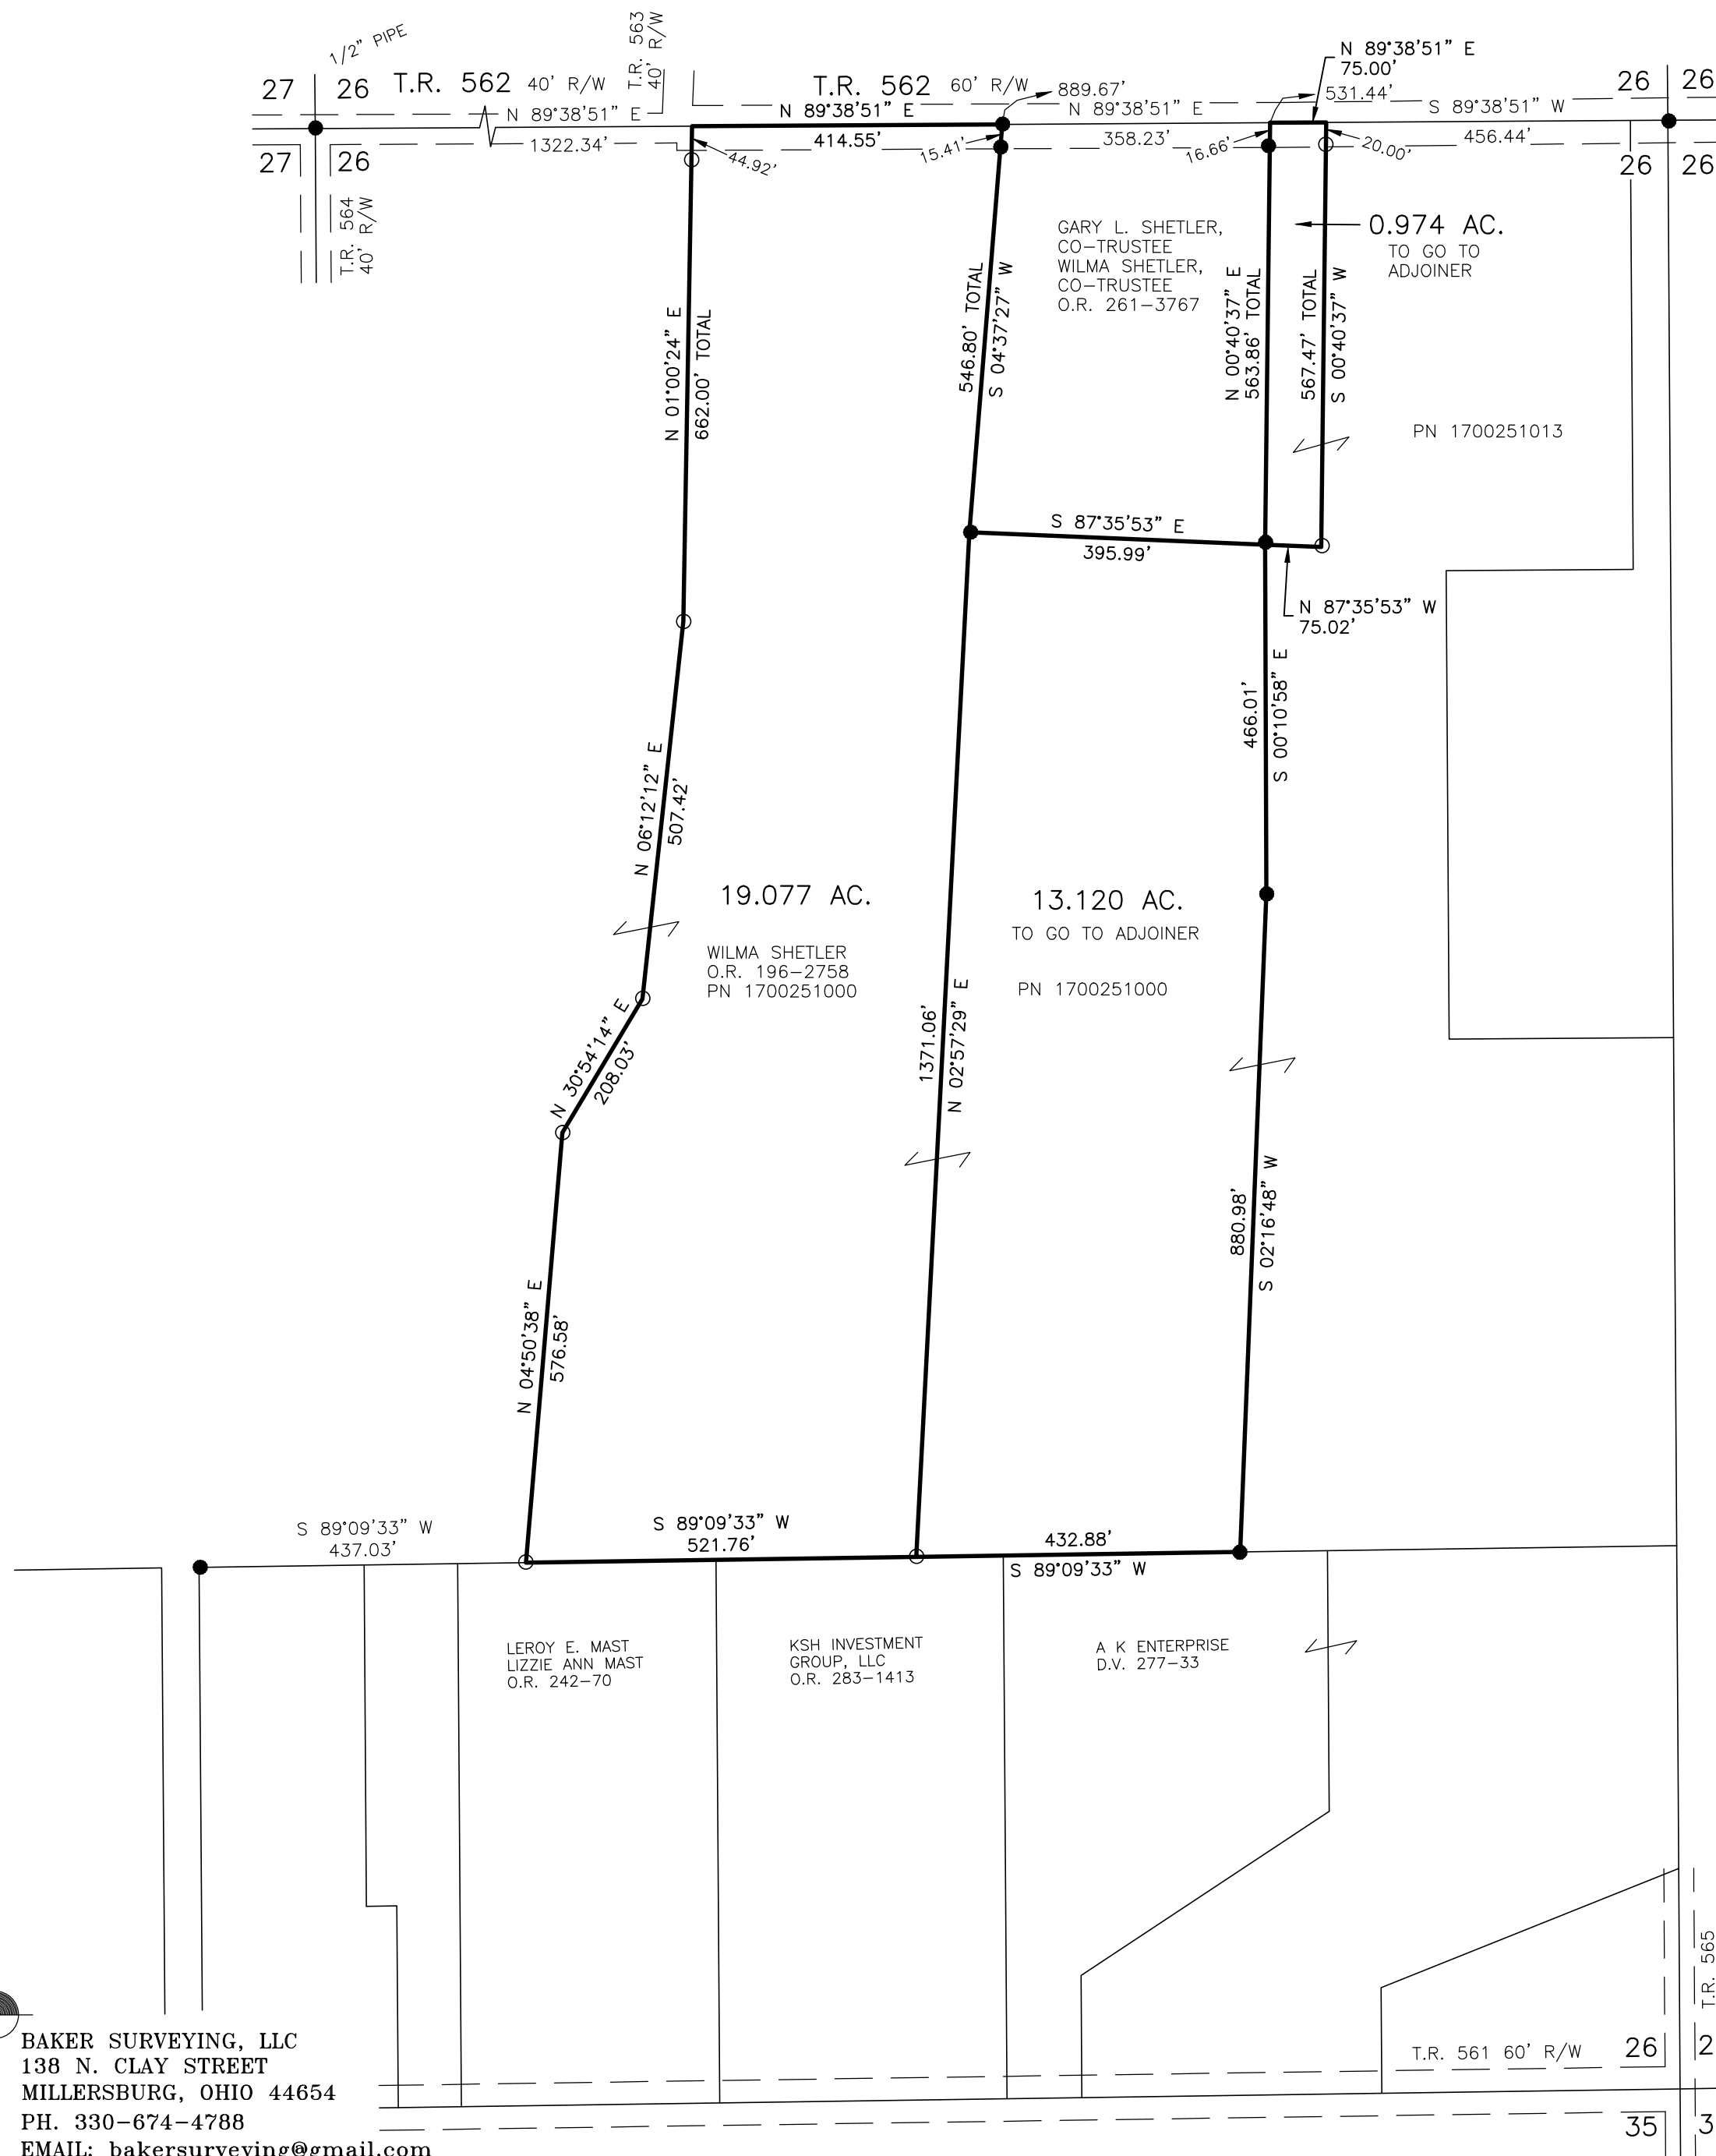 1/2" PIPE
T.R. 563
40' R/W
27
26
T.R. 562 40' R/W
T.R. 562 60' R/W
889.67'
N 89°38'51" E
75.00'
531.44'
26
26
N 89°38'51" E
N 89°38'51" E
N 89°38'51" E
S 89°38'51" W
27
26
1322.34'
44.92'
414.55'
15.41'
358.23'
16.66'
20.00'
456.44'
26
26
T.R. 564
40' R/W
GARY L. SHETLER,
CO-TRUSTEE
WILMA SHETLER,
CO-TRUSTEE
O.R. 261-3767
0.974 AC.
TO GO TO
ADJOINER
N 01°00'24" E
662.00' TOTAL
546.80' TOTAL
S 04°37'27" W
N 00°40'37" E
563.86' TOTAL
567.47' TOTAL
S 00°40'37" W
PN 1700251013
S 87°35'53" E
395.99'
N 87°35'53" W
75.02'
466.01'
S 00°10'58" E
N 06°12'12" E
507.42'
19.077 AC.
WILMA SHETLER
O.R. 196-2758
PN 1700251000
13.120 AC.
TO GO TO ADJOINER
PN 1700251000
N 30°54'14" E
208.03'
1371.06'
N 02°57'29" E
880.98'
S 02°16'48" W
N 04°50'38" E
576.58'
S 89°09'33" W
437.03'
S 89°09'33" W
521.76'
432.88'
S 89°09'33" W
LEROY E. MAST
LIZZIE ANN MAST
O.R. 242-70
KSH INVESTMENT
GROUP, LLC
O.R. 283-1413
A K ENTERPRISE
D.V. 277-33
T.R. 565
T.R. 561 60' R/W
26
2
35
3
BAKER SURVEYING, LLC
138 N. CLAY STREET
MILLERSBURG, OHIO 44654
PH. 330-674-4788
EMAIL: bakersurveying@gmail.com